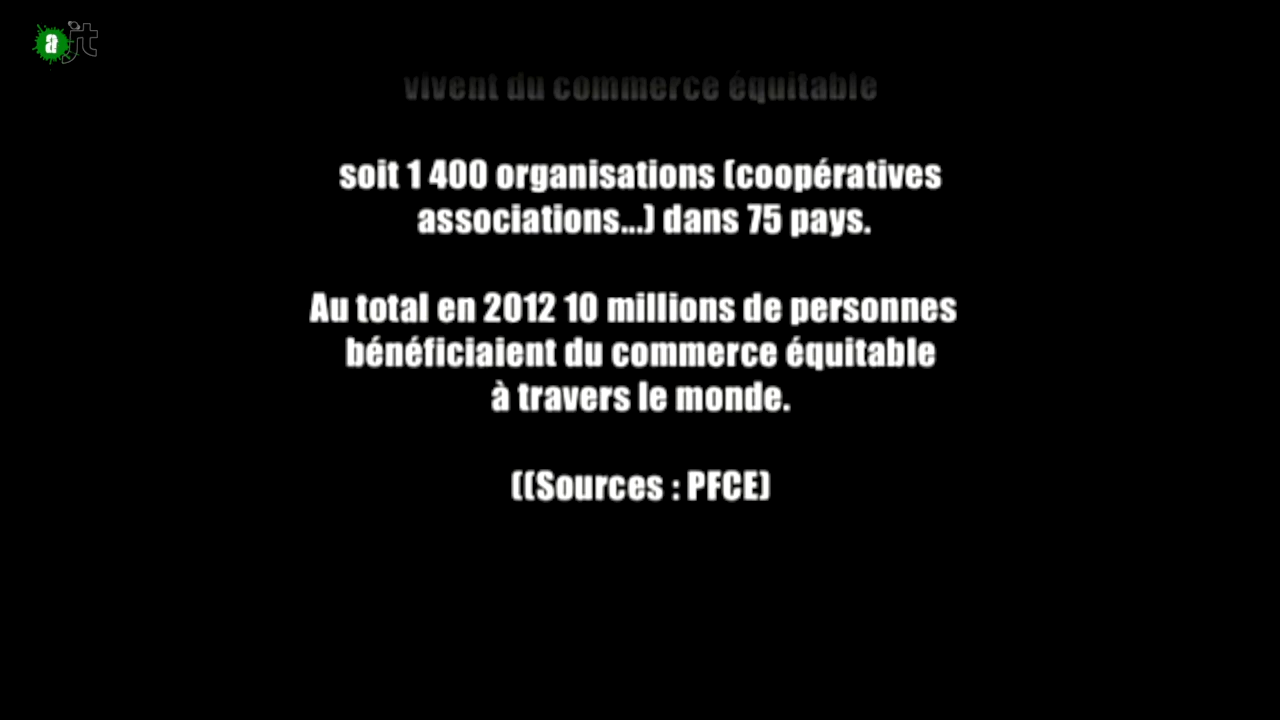 a jt
vivent du commerce équitable
soit 1 400 organisations (coopératives
associations...) dans 75 pays.
Au total en 2012 10 millions de personnes
bénéficiaient du commerce équitable
à travers le monde.
((Sources : PFCE)